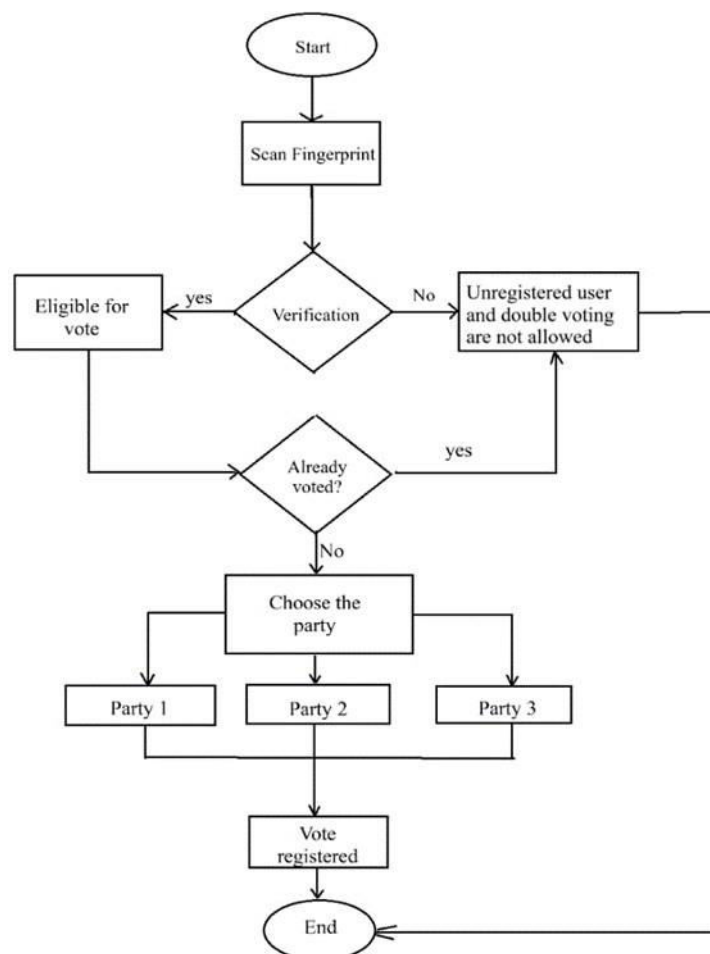 Start
Scan Fingerprint
Eligible for
vote
yes
Verification
No
Unregistered user
and double voting
are not allowed
Already
voted?
yes
No
Choose the
party
Party 1
Party 2
Party 3
Vote
registered
End